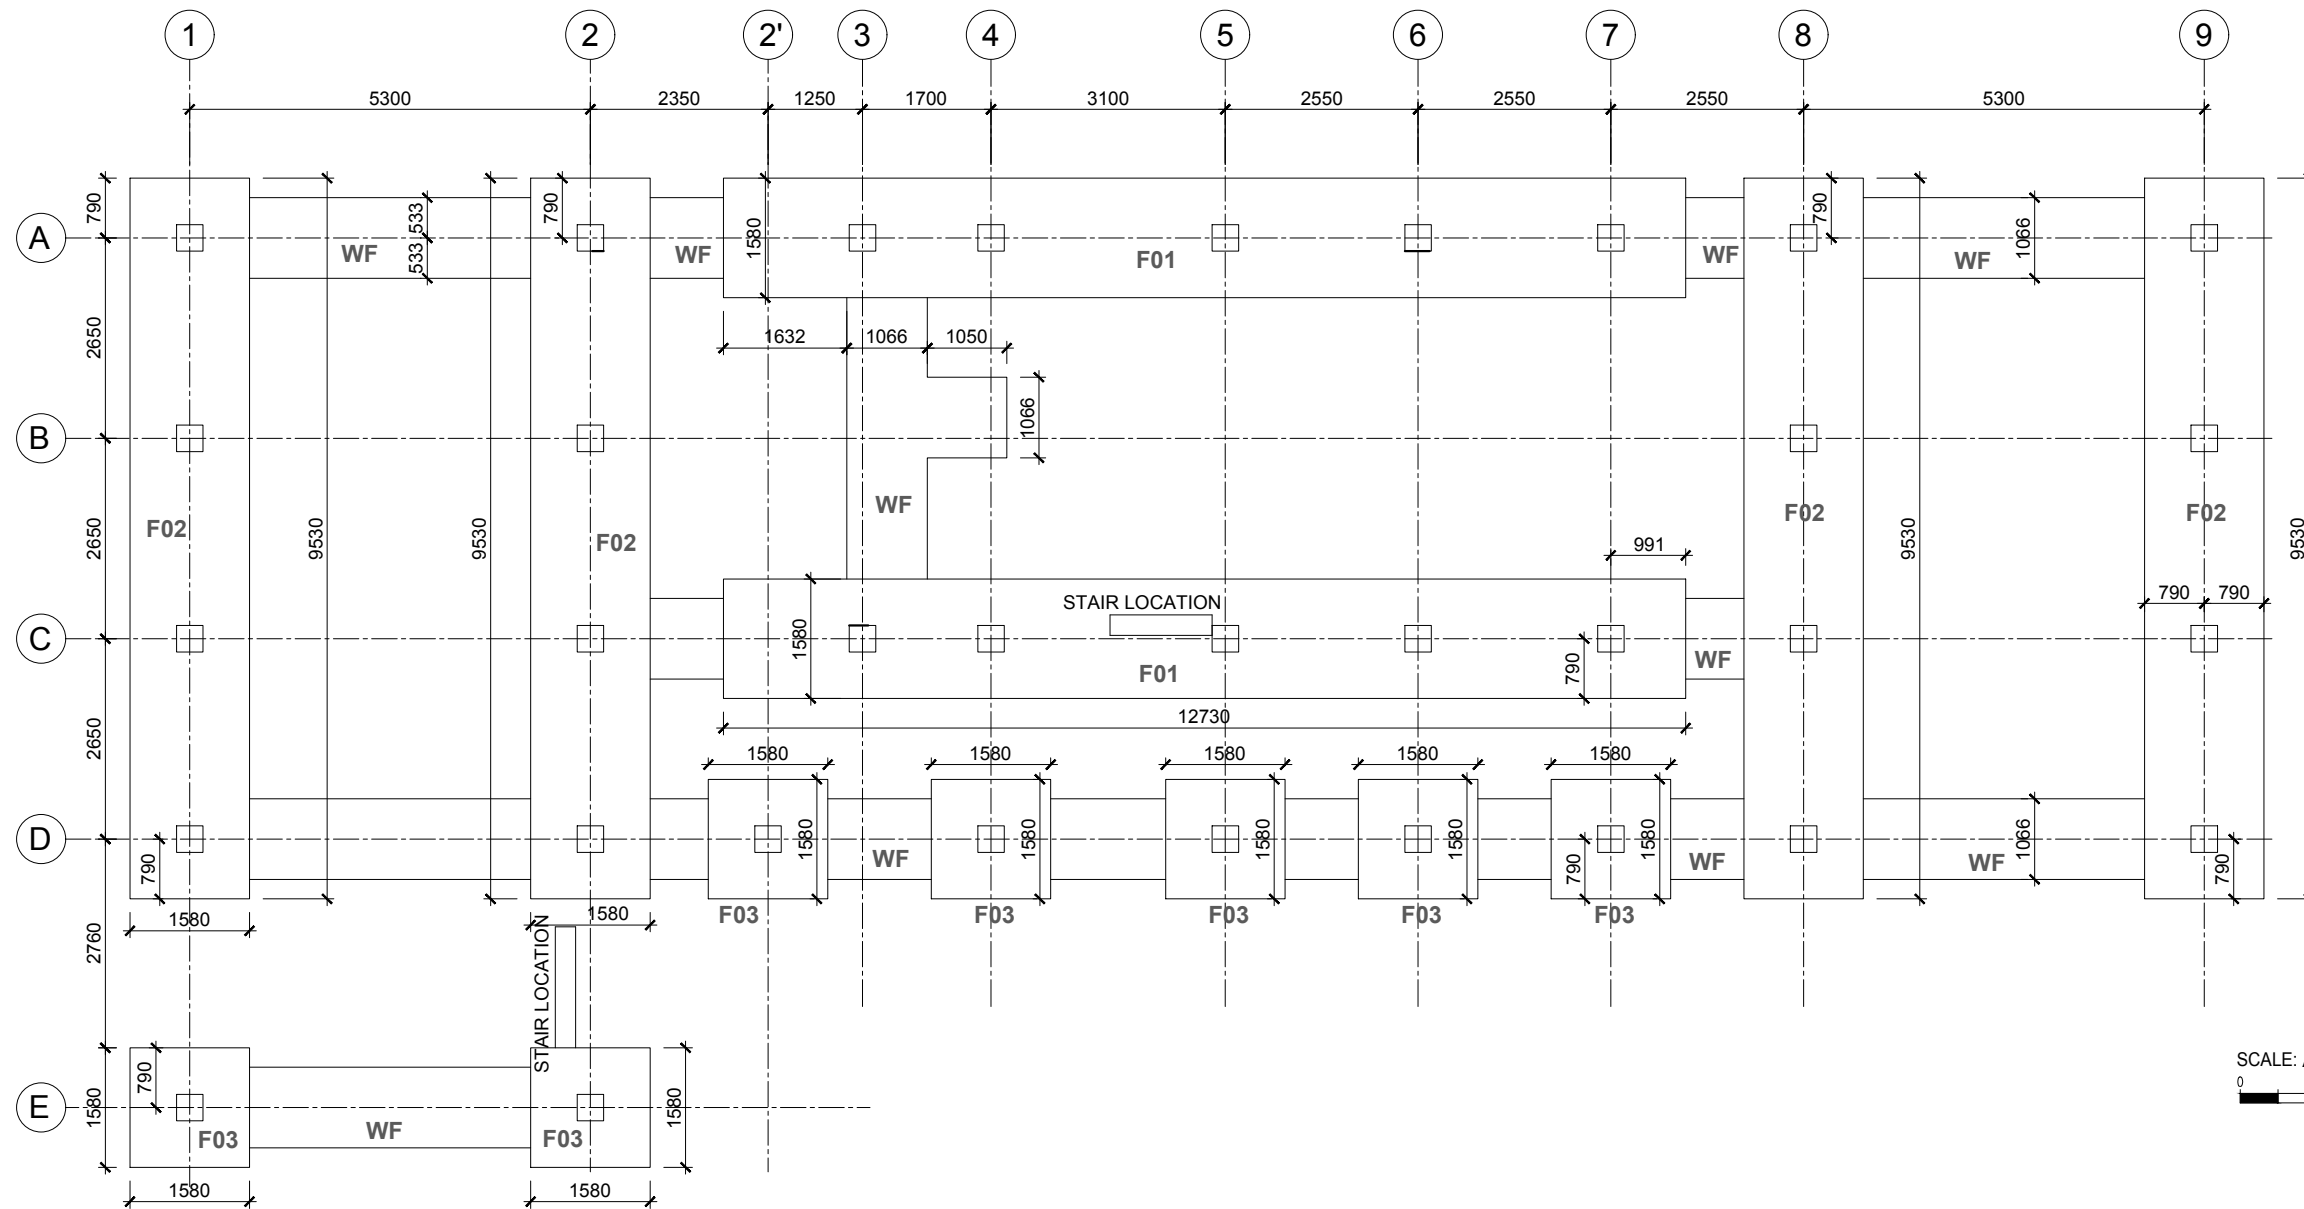 1 2 2' 3 4 5 6 7 8 9
5300 2350 1250 1700 3100 2550 2550 2550 5300
A
790 533 533 790 1580 790 1066
WF WF F01 WF WF
2650
1632 1066 1050
1066
B
WF
F02 F02 F02 F02
2650 9530 9530 9530 9530
991
790 790
STAIR LOCATION
C
1580 790
F01 WF
12730
2650
1580 1580 1580 1580 1580
D
790 1580 1580 1580 1580 790 1580 1066 790
WF WF WF
F03 F03 F03 F03 F03
1580 1580
2760
STAIR LOCATION
SCALE:
0
E
1580 790 1580
F03 WF F03
1580 1580